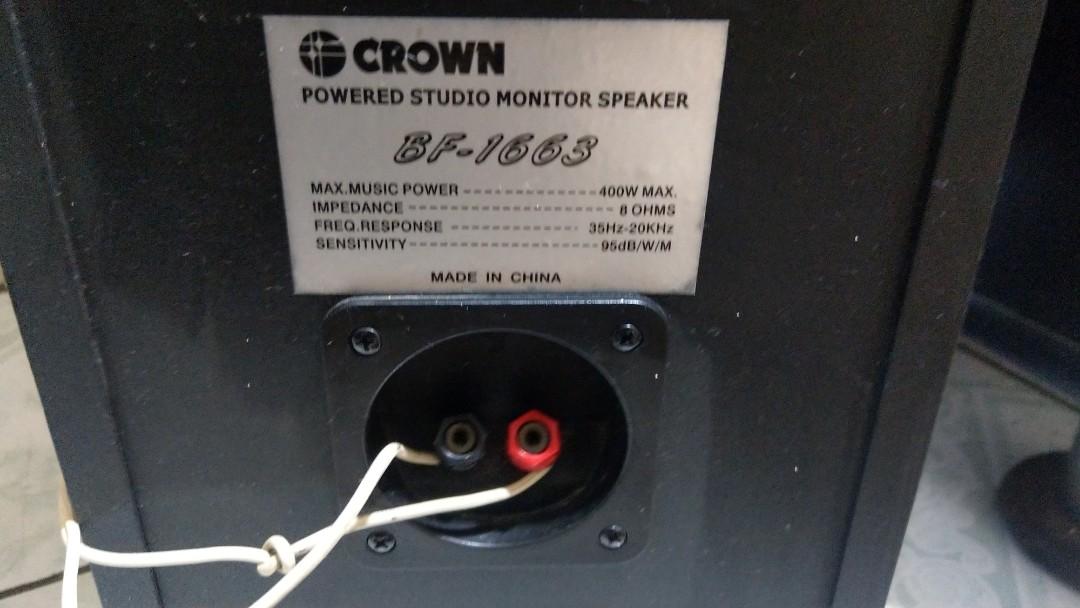 CROWN
POWERED STUDIO MONITOR SPEAKER
BF-1663
MAX.MUSIC POWER --------------- 400W MAX.
IMPEDANCE ----------------------- 8 OHMS
FREQ.RESPONSE -------------- 35Hz-20KHz
SENSITIVITY --------------------- 95dB/W/M
MADE IN CHINA